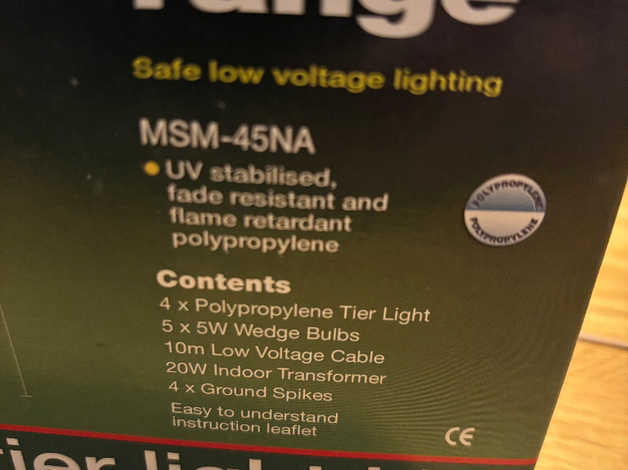 range
Safe low voltage lighting
MSM-45NA
UV stabilised,
fade resistant and
flame retardant
polypropylene
POLYPROPYLENE
POLYPROPYLENE
Contents
4 x Polypropylene Tier Light
5 x 5W Wedge Bulbs
10m Low Voltage Cable
20W Indoor Transformer
4 x Ground Spikes
Easy to understand
instruction leaflet
CE